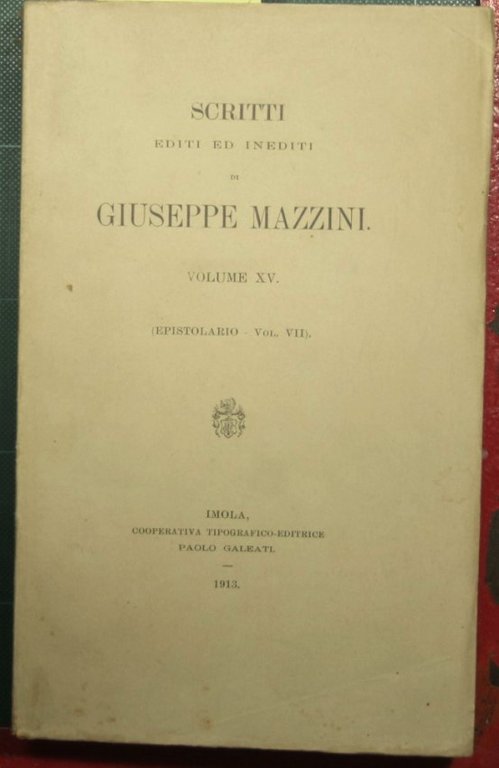 SCRITTI
EDITI ED INEDITI
DI
GIUSEPPE MAZZINI.
VOLUME XV.
(EPISTOLARIO - VOL. VII).
IMOLA,
COOPERATIVA TIPOGRAFICO-EDITRICE
PAOLO GALEATI.
—
1913.